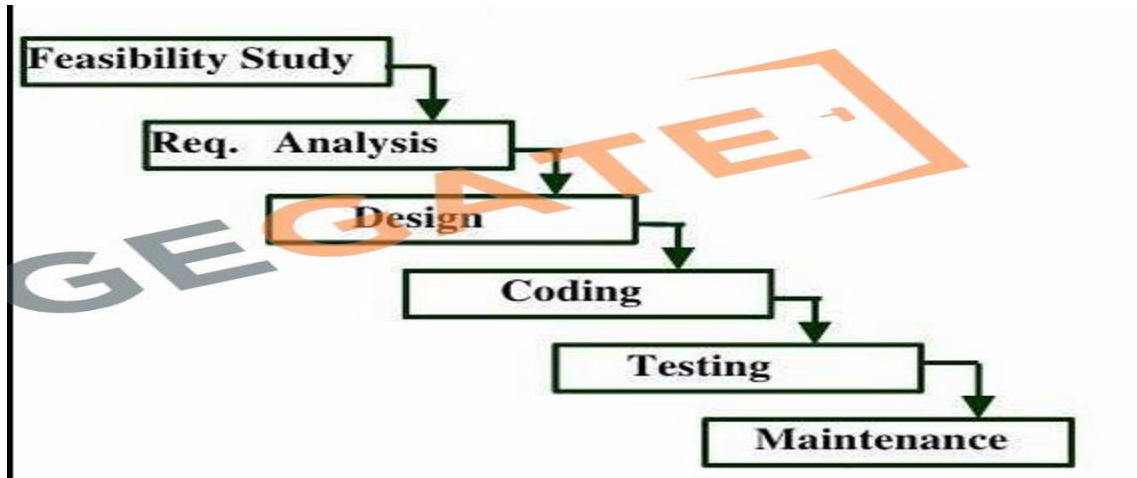 Feasibility Study
Req. Analysis
Design
Coding
Testing
Maintenance
GEGATE